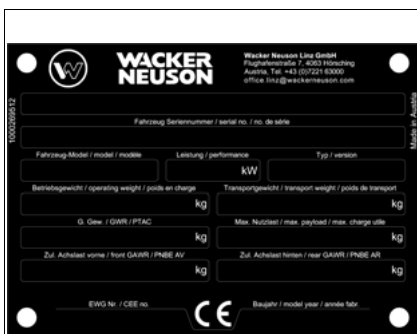 WACKER
NEUSON
Wacker Neuson Linz GmbH
Flughafenstraße 7, 4063 Hörsching
Austria, Tel. +43 (0)7221 63000
office.linz@wackerneuson.com
1000269512
Made in Austria
Fahrzeug Seriennummer / serial no. / no. de série
Fahrzeug-Model / model / modèle Leistung / performance Typ / version
kW
Betriebsgewicht / operating weight / poids en charge Transportgewicht / transport weight / poids de transport
kg kg
G. Gew. / GWR / PTAC Max. Nutzlast / max. payload / max. charge utile
kg kg
Zul. Achslast vorne / front GAWR / PNBE AV Zul. Achslast hinten / rear GAWR / PNBE AR
kg kg
EWG Nr. / CEE no. CE Baujahr / model year / année fabr.